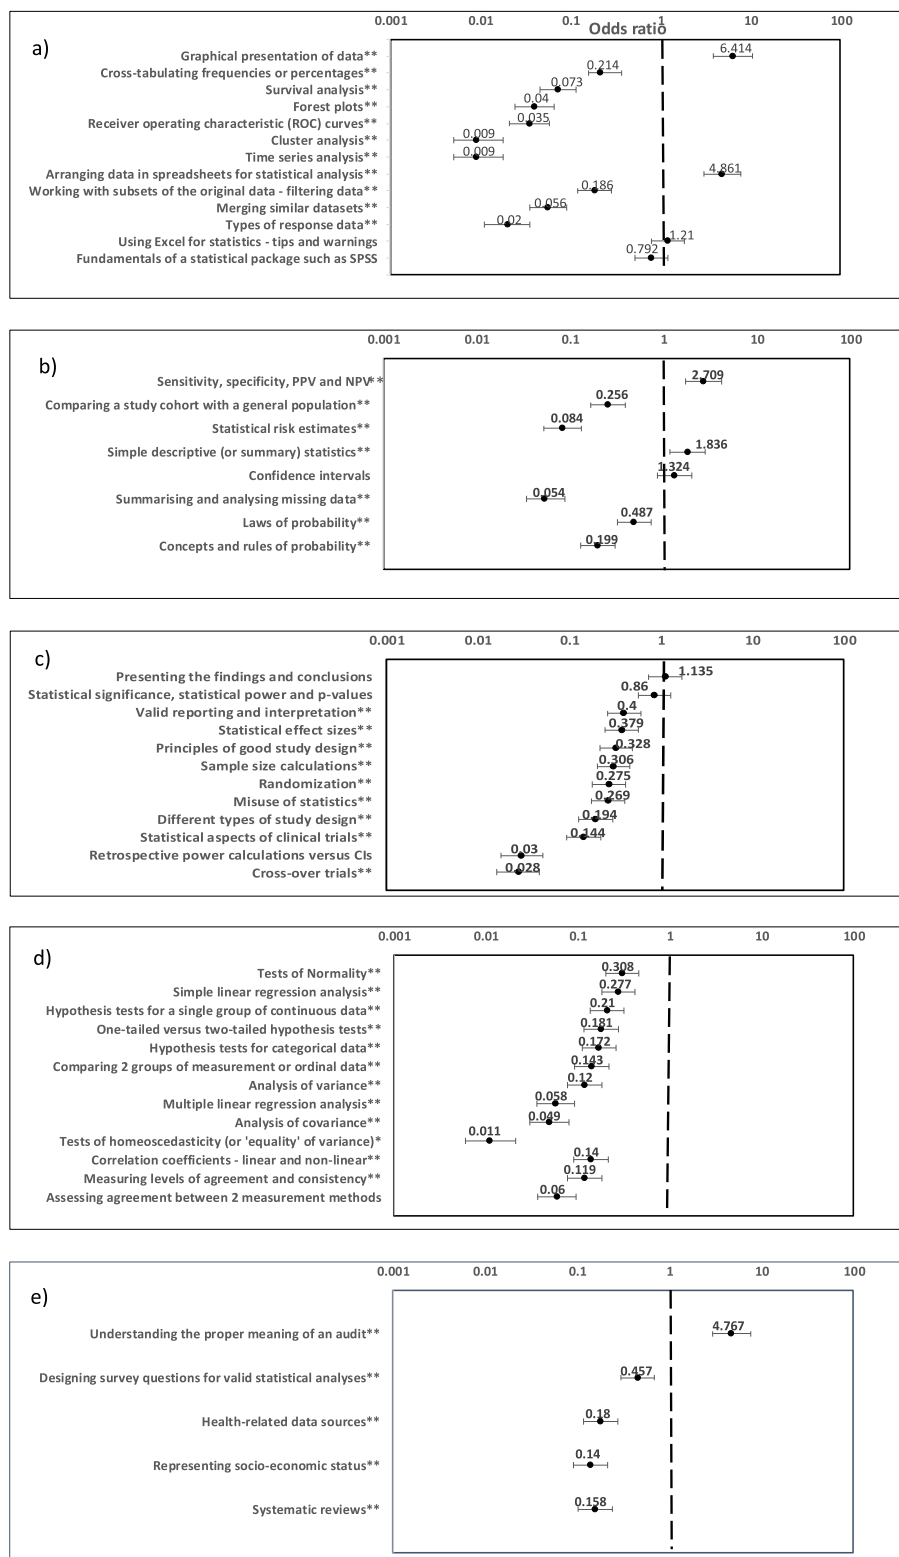 0.001 0.01 0.1 1 10 100
Odds ratio
a)
Graphical presentation of data** 6.414
Cross-tabulating frequencies or percentages** 0.214
Survival analysis** 0.073
Forest plots** 0.04
Receiver operating characteristic (ROC) curves** 0.035
Cluster analysis** 0.009
Time series analysis** 0.009
Arranging data in spreadsheets for statistical analysis** 4.861
Working with subsets of the original data - filtering data** 0.186
Merging similar datasets** 0.056
Types of response data** 0.02
Using Excel for statistics - tips and warnings 1.21
Fundamentals of a statistical package such as SPSS 0.792
0.001 0.01 0.1 1 10 100
b)
Sensitivity, specificity, PPV and NPV** 2.709
Comparing a study cohort with a general population** 0.256
Statistical risk estimates** 0.084
Simple descriptive (or summary) statistics** 1.836
Confidence intervals 1.324
Summarising and analysing missing data** 0.054
Laws of probability** 0.487
Concepts and rules of probability** 0.199
0.001 0.01 0.1 1 10 100
c)
Presenting the findings and conclusions 1.135
Statistical significance, statistical power and p-values 0.86
Valid reporting and interpretation** 0.4
Statistical effect sizes** 0.379
Principles of good study design** 0.328
Sample size calculations** 0.306
Randomization** 0.275
Misuse of statistics** 0.269
Different types of study design** 0.194
Statistical aspects of clinical trials** 0.144
Retrospective power calculations versus CIs 0.03
Cross-over trials** 0.028
0.001 0.01 0.1 1 10 100
d)
Tests of Normality** 0.308
Simple linear regression analysis** 0.277
Hypothesis tests for a single group of continuous data** 0.21
One-tailed versus two-tailed hypothesis tests** 0.181
Hypothesis tests for categorical data** 0.172
Comparing 2 groups of measurement or ordinal data** 0.143
Analysis of variance** 0.12
Multiple linear regression analysis** 0.058
Analysis of covariance** 0.049
Tests of homeoscedasticity (or 'equality' of variance)* 0.011
Correlation coefficients - linear and non-linear** 0.14
Measuring levels of agreement and consistency** 0.119
Assessing agreement between 2 measurement methods 0.06
0.001 0.01 0.1 1 10 100
e)
Understanding the proper meaning of an audit** 4.767
Designing survey questions for valid statistical analyses** 0.457
Health-related data sources** 0.18
Representing socio-economic status** 0.14
Systematic reviews** 0.158